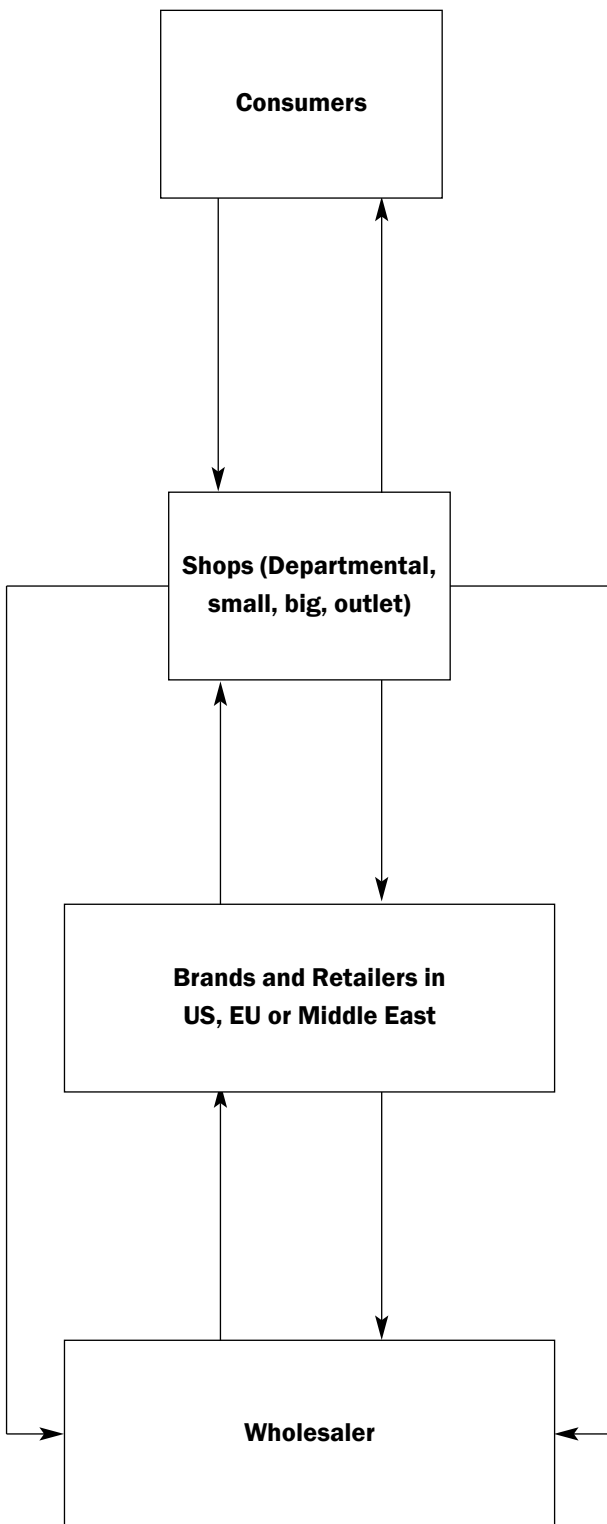 Consumers
Shops (Departmental,
small, big, outlet)
Brands and Retailers in
US, EU or Middle East
Wholesaler